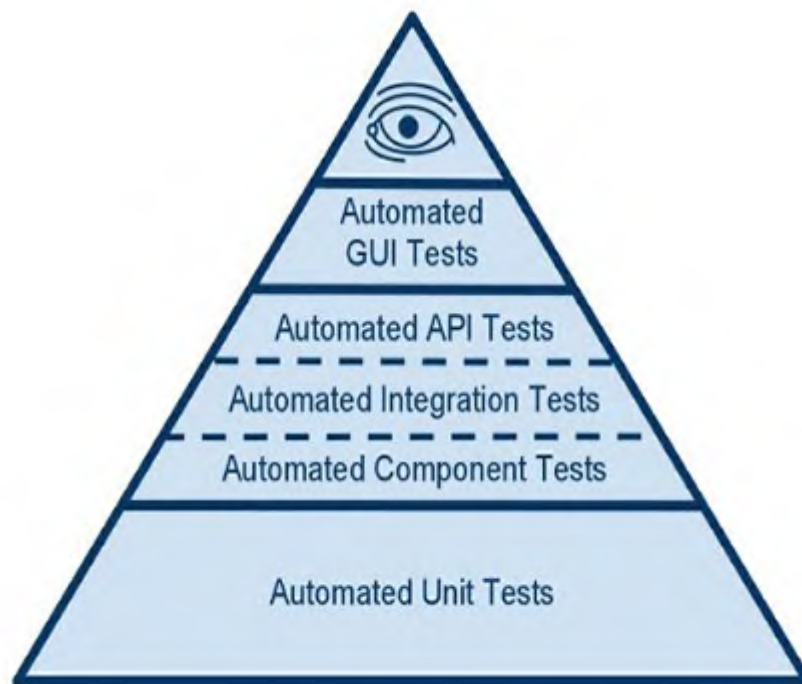 Automated
GUI Tests
Automated API Tests
Automated Integration Tests
Automated Component Tests
Automated Unit Tests